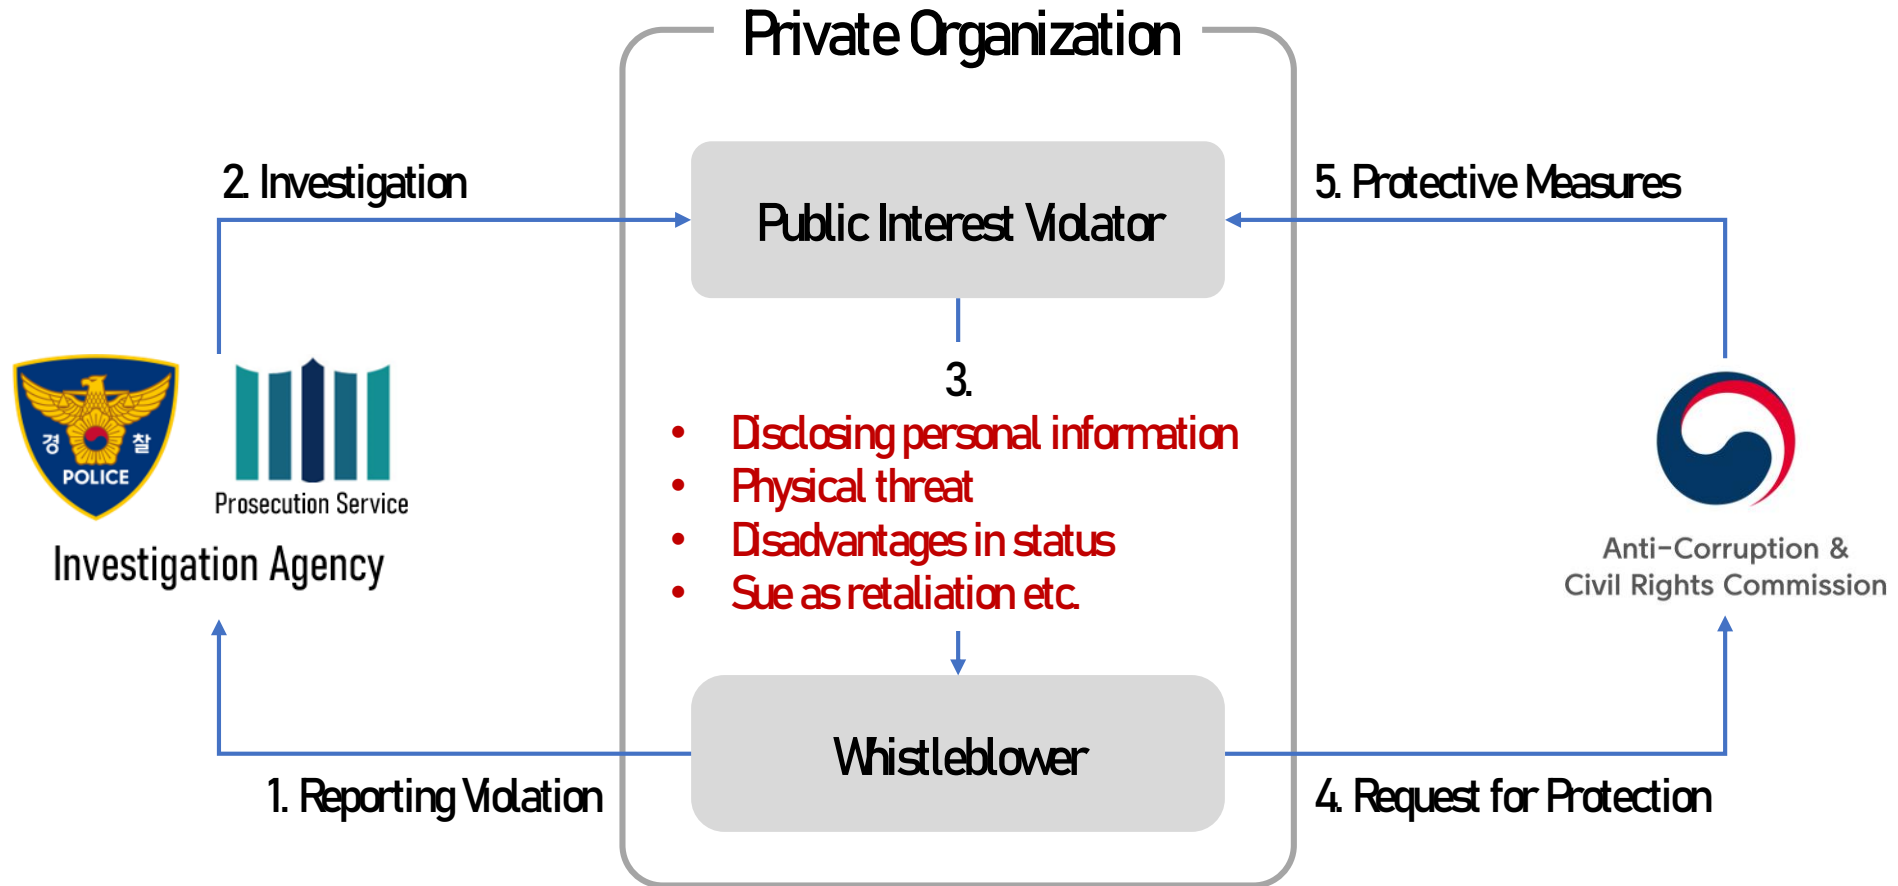 Private Organization
2. Investigation
5. Protective Measures
Public Interest Violator
3.
• Disclosing personal information
• Physical threat
• Disadvantages in status
• Sue as retaliation etc.
경 찰
POLICE
Prosecution Service
Investigation Agency
Anti-Corruption &
Civil Rights Commission
Whistleblower
1. Reporting Violation
4. Request for Protection